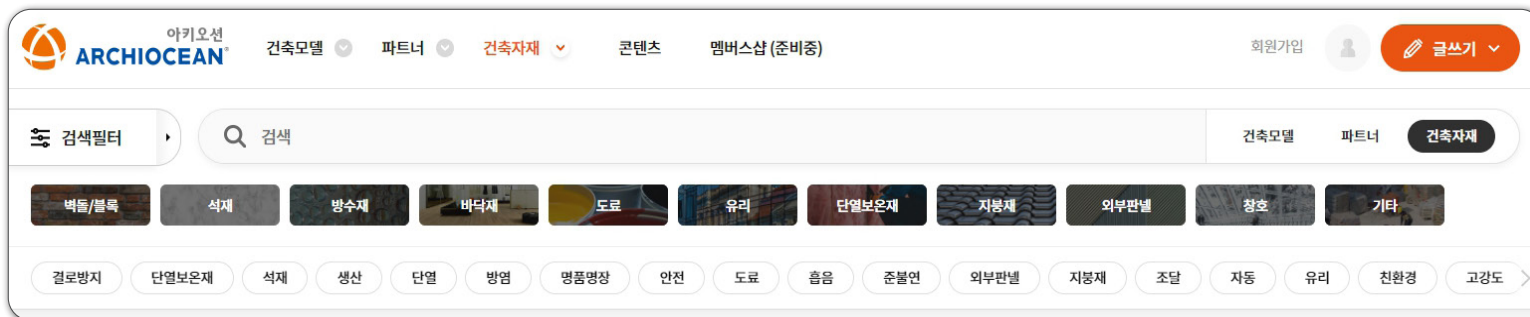 아키오션
ARCHIOCEAN®
건축모델 파트너 건축자재 콘텐츠 멤버스샵 (준비중) 회원가입 글쓰기
검색필터 검색 건축모델 파트너 건축자재
벽돌/블록 석재 방수재 바닥재 도료 유리 단열보온재 지붕재 외부판넬 창호 기타
결로방지 단열보온재 석재 생산 단열 방염 명품명장 안전 도료 흡음 준불연 외부판넬 지붕재 조달 자동 유리 친환경 고강도